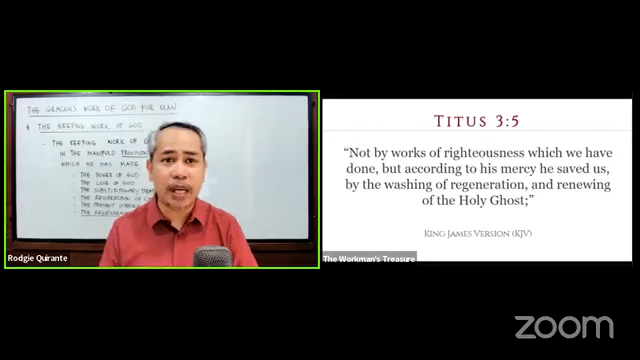 THE GRACIOUS WORK OF GOD FOR MAN
THE KEEPING WORK OF GOD
- THE KEEPING WORK OF
IN THE MANIFOLD PROVISION
WHICH HE HAS MADE
- THE POWER OF GOD
- THE LOVE OF GOD
- THE SUBSTITUTIONARY
- THE RESURRECTION OF
- THE PRESENT
- THE
Rodgie Quirante
TITUS 3:5
“Not by works of righteousness which we have
done, but according to his mercy he saved us,
by the washing of regeneration, and renewing
of the Holy Ghost;”
KING JAMES VERSION (KJV)
The Workman's Treasure
zoom